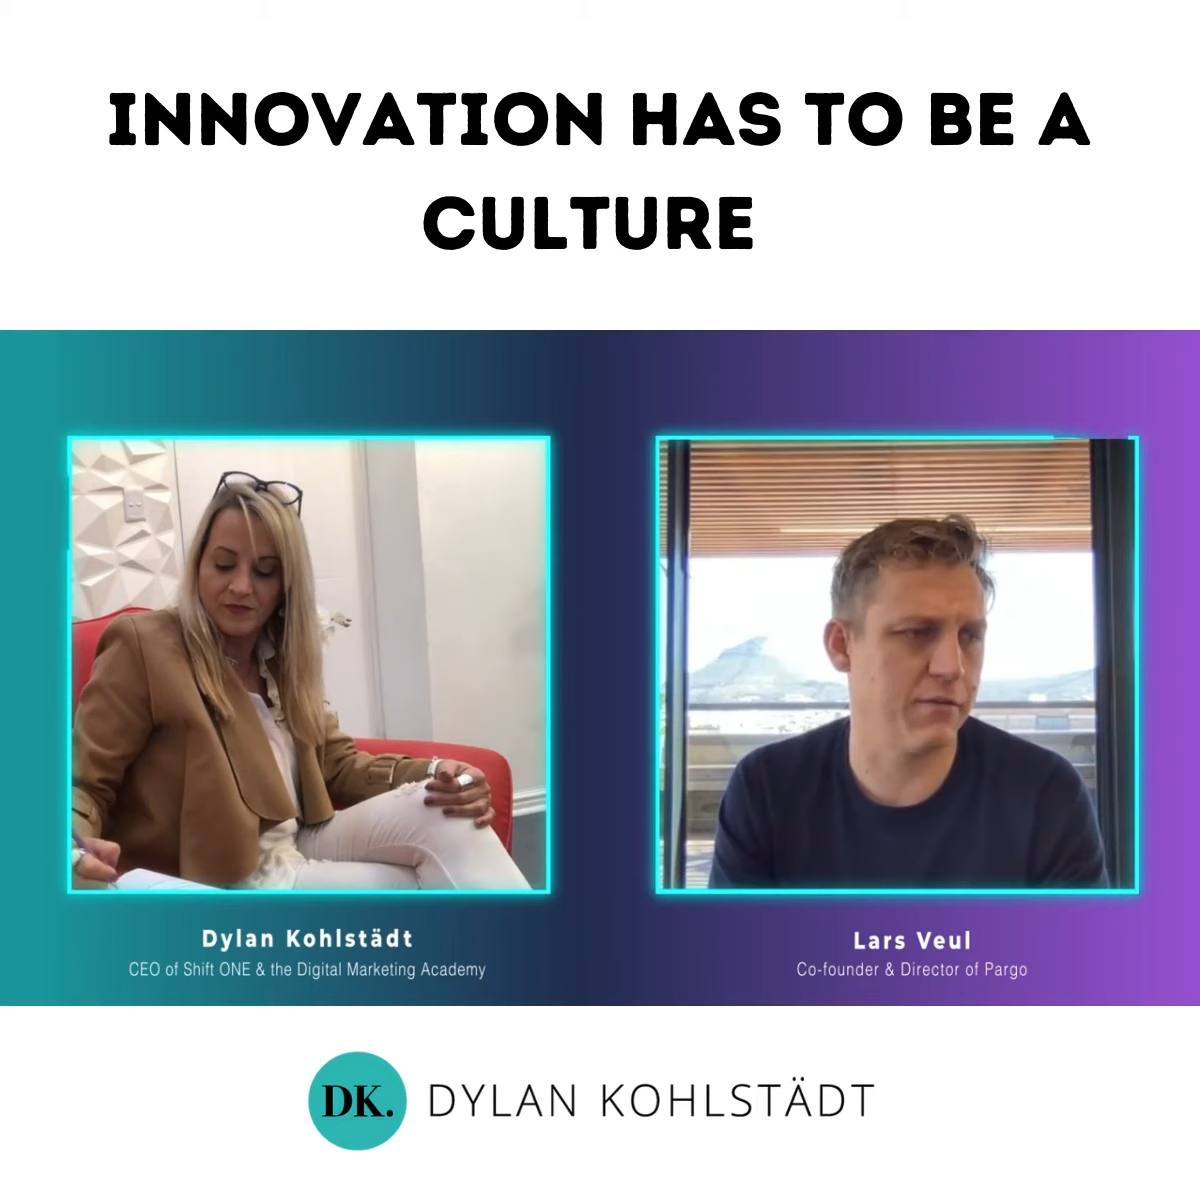 INNOVATION HAS TO BE A
CULTURE
Dylan Kohlstädt
CEO of Shift ONE & the Digital Marketing Academy
Lars Veul
Co-founder & Director of Pargo
DK.
DYLAN KOHLSTÄDT